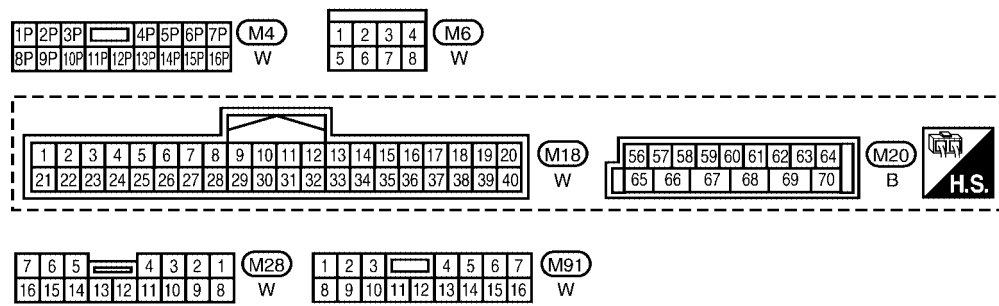 1P 2P 3P 4P 5P 6P 7P M4
8P 9P 10P 11P 12P 13P 14P 15P 16P W
1 2 3 4 M6
5 6 7 8 W
1 2 3 4 5 6 7 8 9 10 11 12 13 14 15 16 17 18 19 20 M18
21 22 23 24 25 26 27 28 29 30 31 32 33 34 35 36 37 38 39 40 W
56 57 58 59 60 61 62 63 64 M20
65 66 67 68 69 70 B
H.S.
7 6 5 4 3 2 1 M28
16 15 14 13 12 11 10 9 8 W
1 2 3 4 5 6 7 M91
8 9 10 11 12 13 14 15 16 W